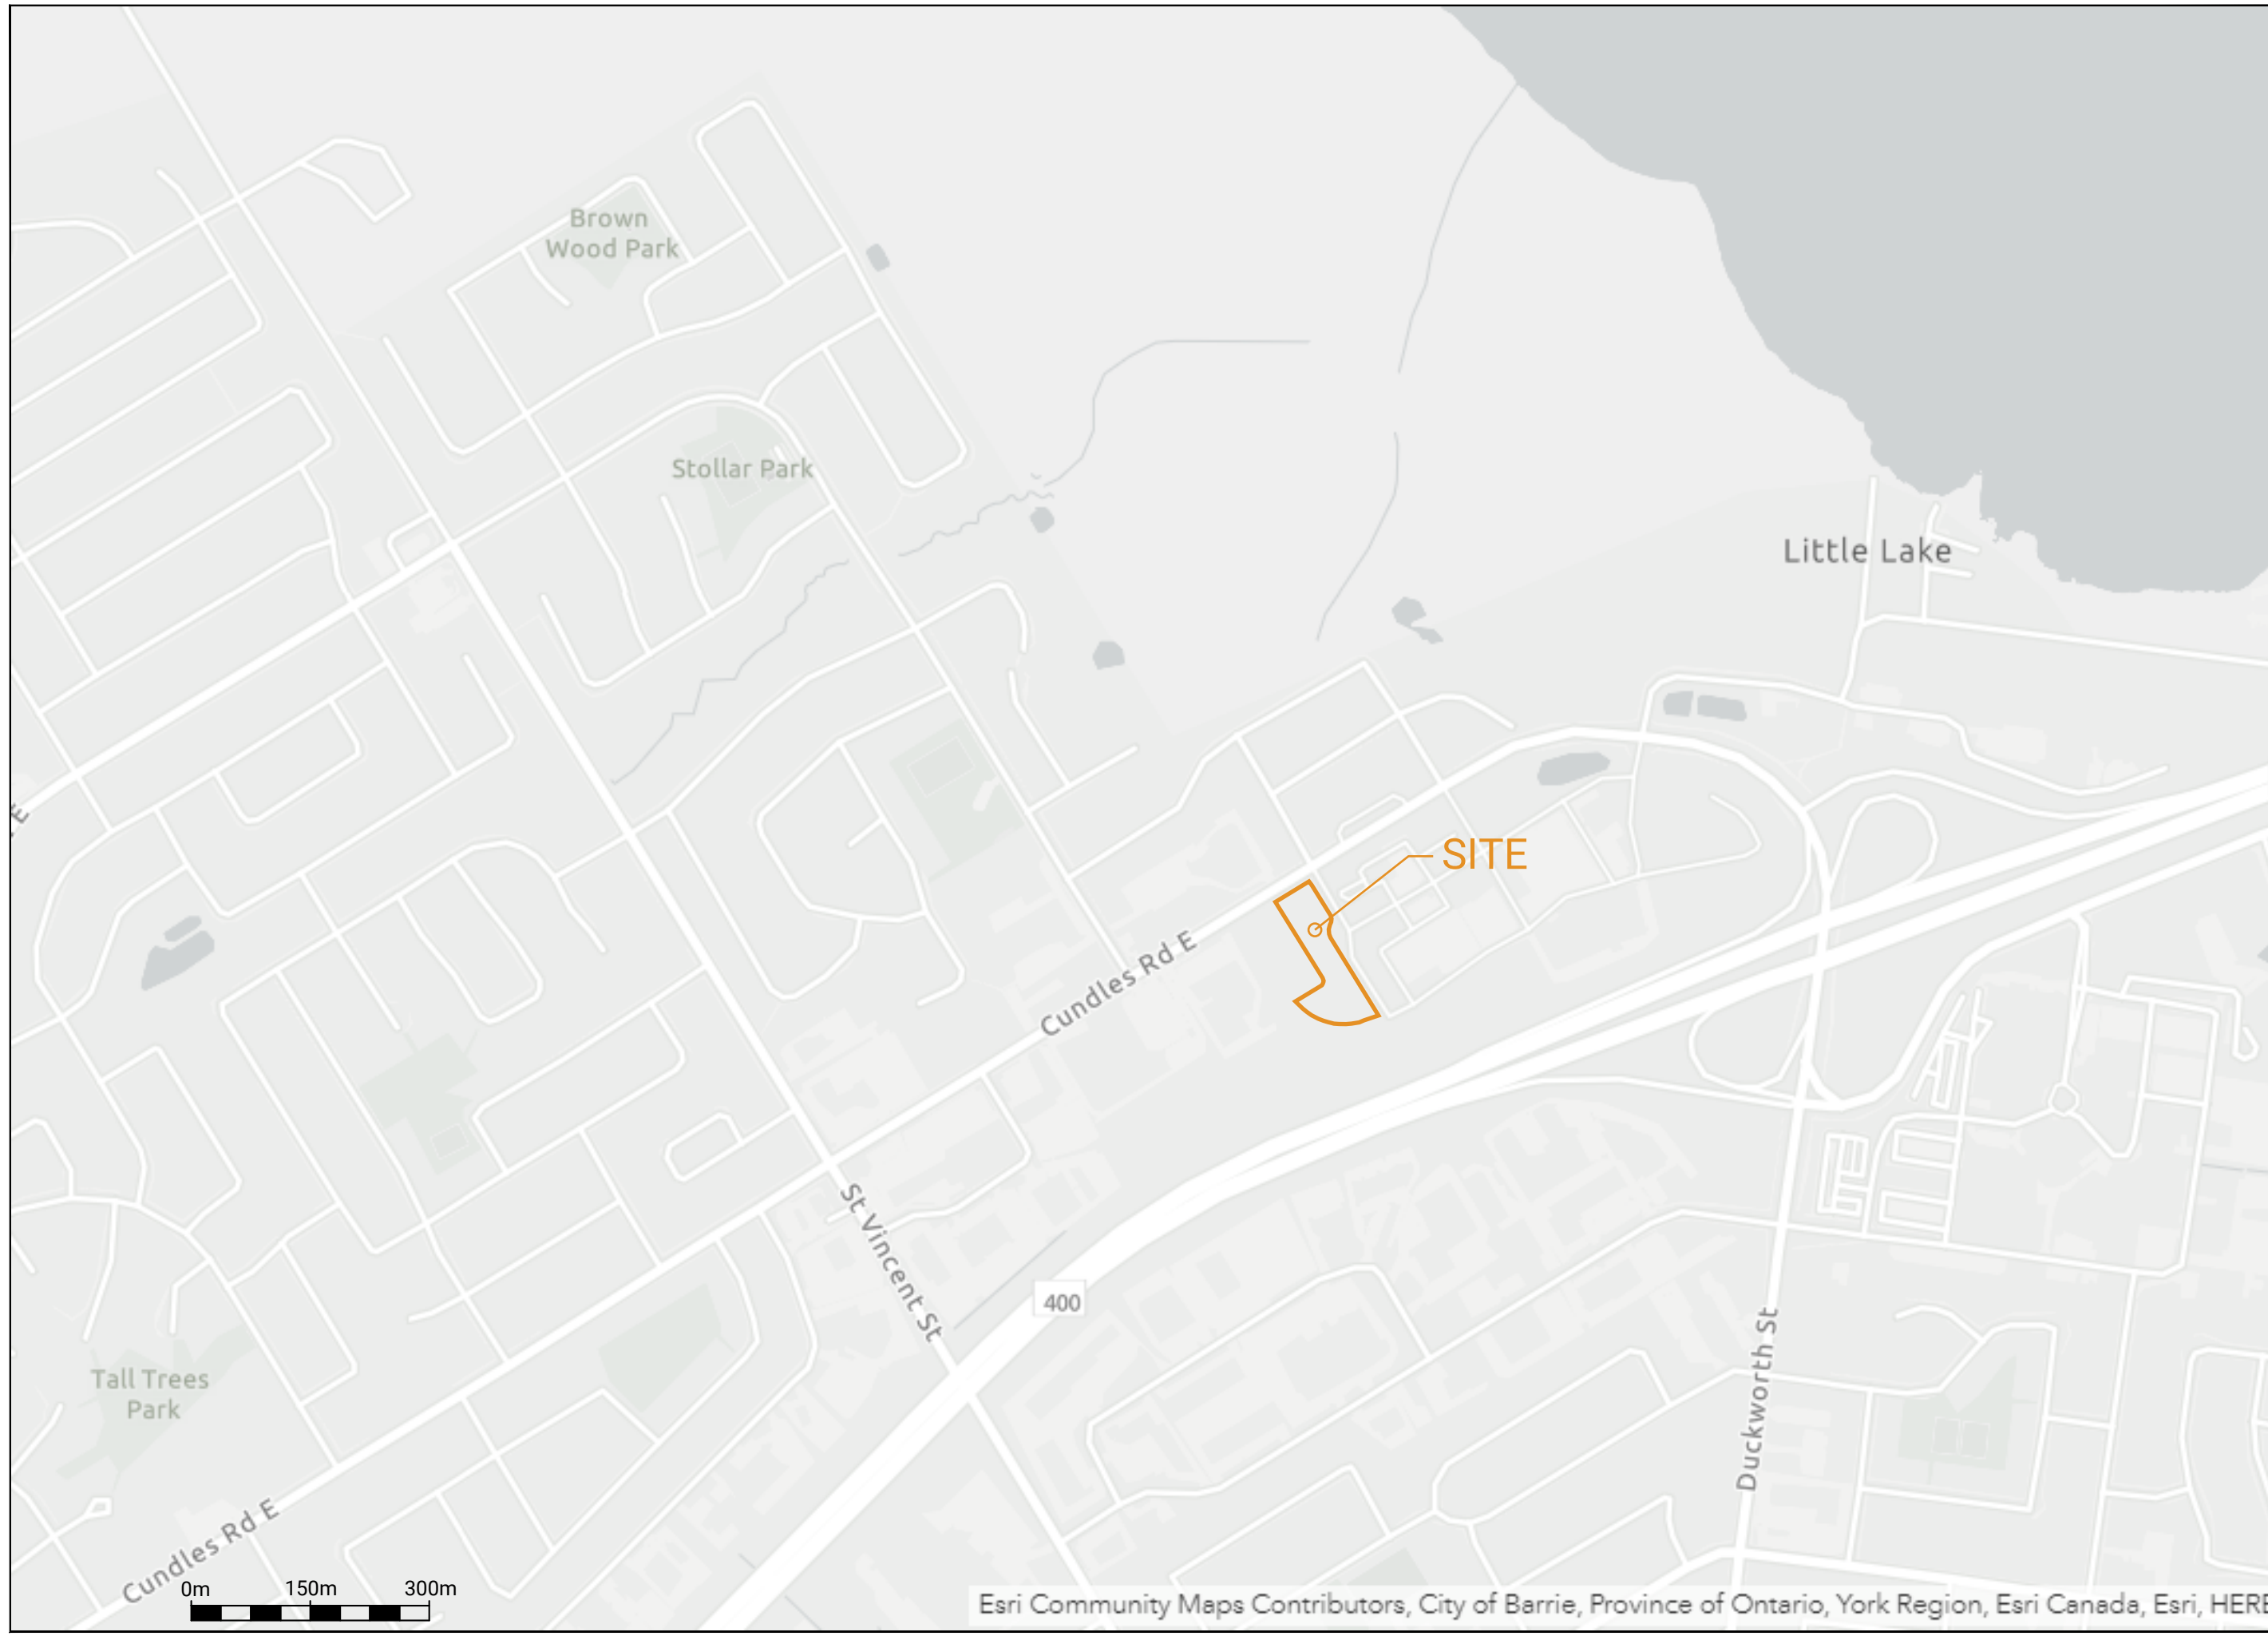 Brown
Wood Park
Stollar Park
Little Lake
E
SITE
Cundles Rd E
St Vincent St
400
Tall Trees
Park
Duckworth St
Cundles Rd E
0m 150m 300m
Esri Community Maps Contributors, City of Barrie, Province of Ontario, York Region, Esri Canada, Esri, HERE